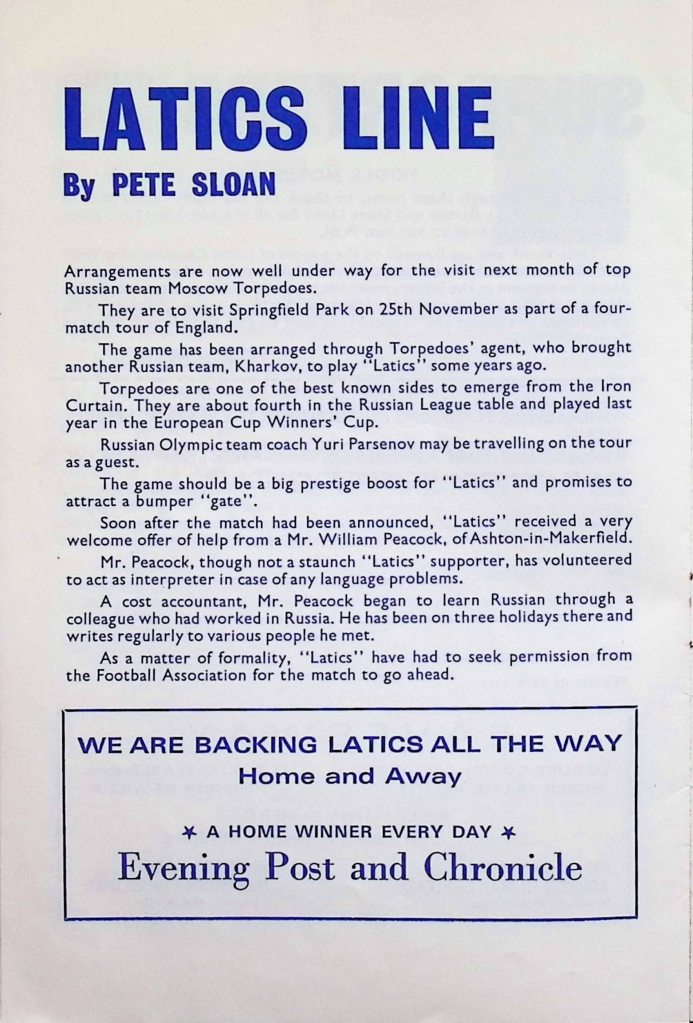 LATICS LINE
By PETE SLOAN
Arrangements are now well under way for the visit next month of top
Russian team Moscow Torpedoes.
They are to visit Springfield Park on 25th November as part of a four-
match tour of England.
The game has been arranged through Torpedoes' agent, who brought
another Russian team, Kharkov, to play "Latics" some years ago.
Torpedoes are one of the best known sides to emerge from the Iron
Curtain. They are about fourth in the Russian League table and played last
year in the European Cup Winners' Cup.
Russian Olympic team coach Yuri Parsenov may be travelling on the tour
as a guest.
The game should be a big prestige boost for "Latics" and promises to
attract a bumper "gate".
Soon after the match had been announced, "Latics" received a very
welcome offer of help from a Mr. William Peacock, of Ashton-in-Makerfield.
Mr. Peacock, though not a staunch "Latics" supporter, has volunteered
to act as interpreter in case of any language problems.
A cost accountant, Mr. Peacock began to learn Russian through a
colleague who had worked in Russia. He has been on three holidays there and
writes regularly to various people he met.
As a matter of formality, "Latics" have had to seek permission from
the Football Association for the match to go ahead.
WE ARE BACKING LATICS ALL THE WAY
Home and Away
★ A HOME WINNER EVERY DAY ★
Evening Post and Chronicle